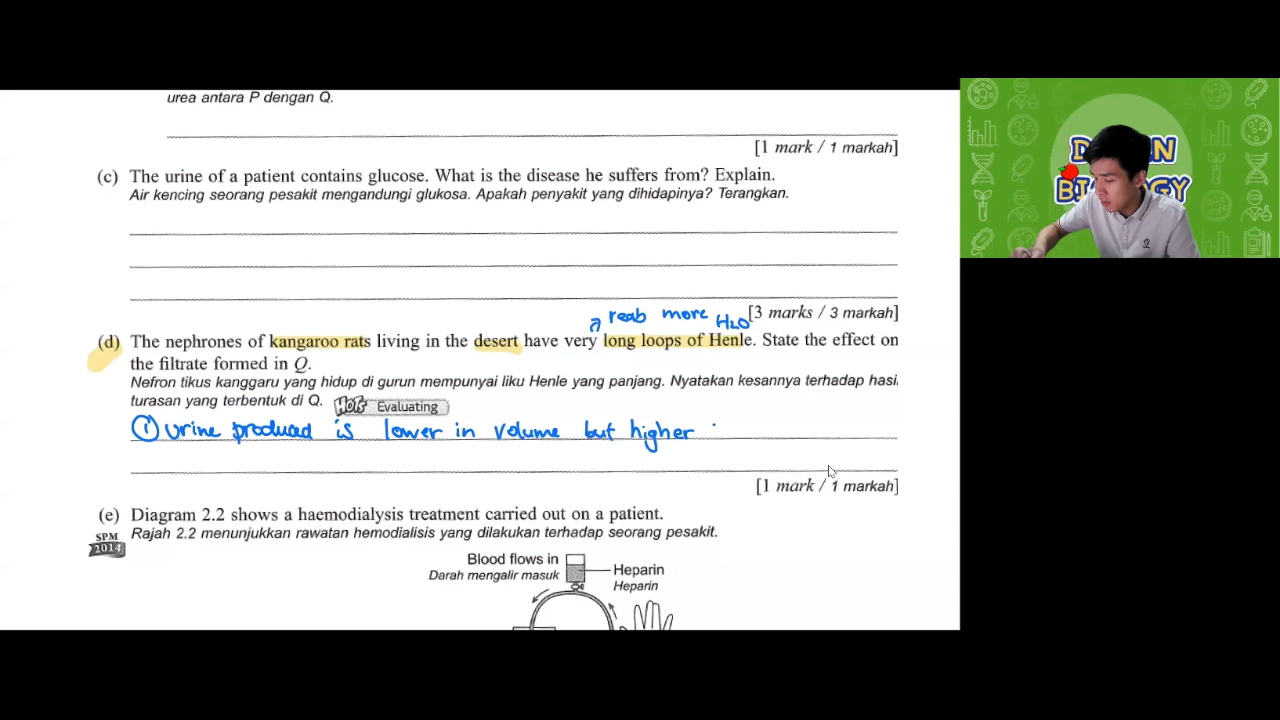 urea antara P dengan Q.
[1 mark / 1 markah]
(c) The urine of a patient contains glucose. What is the disease he suffers from? Explain.
Air kencing seorang pesakit mengandungi glukosa. Apakah penyakit yang dihidapinya? Terangkan.
[3 marks / 3 markah]
reab more H2O
(d) The nephrones of kangaroo rats living in the desert have very long loops of Henle. State the effect on
the filtrate formed in Q.
Nefron tikus kanggaru yang hidup di gurun mempunyai liku Henle yang panjang. Nyatakan kesannya terhadap hasil
turasan yang terbentuk di Q. HOTS Evaluating
① Urine produced is lower in volume but higher
[1 mark / 1 markah]
(e) Diagram 2.2 shows a haemodialysis treatment carried out on a patient.
SPM 2014 Rajah 2.2 menunjukkan rawatan hemodialisis yang dilakukan terhadap seorang pesakit.
Blood flows in
Darah mengalir masuk
Heparin
Heparin